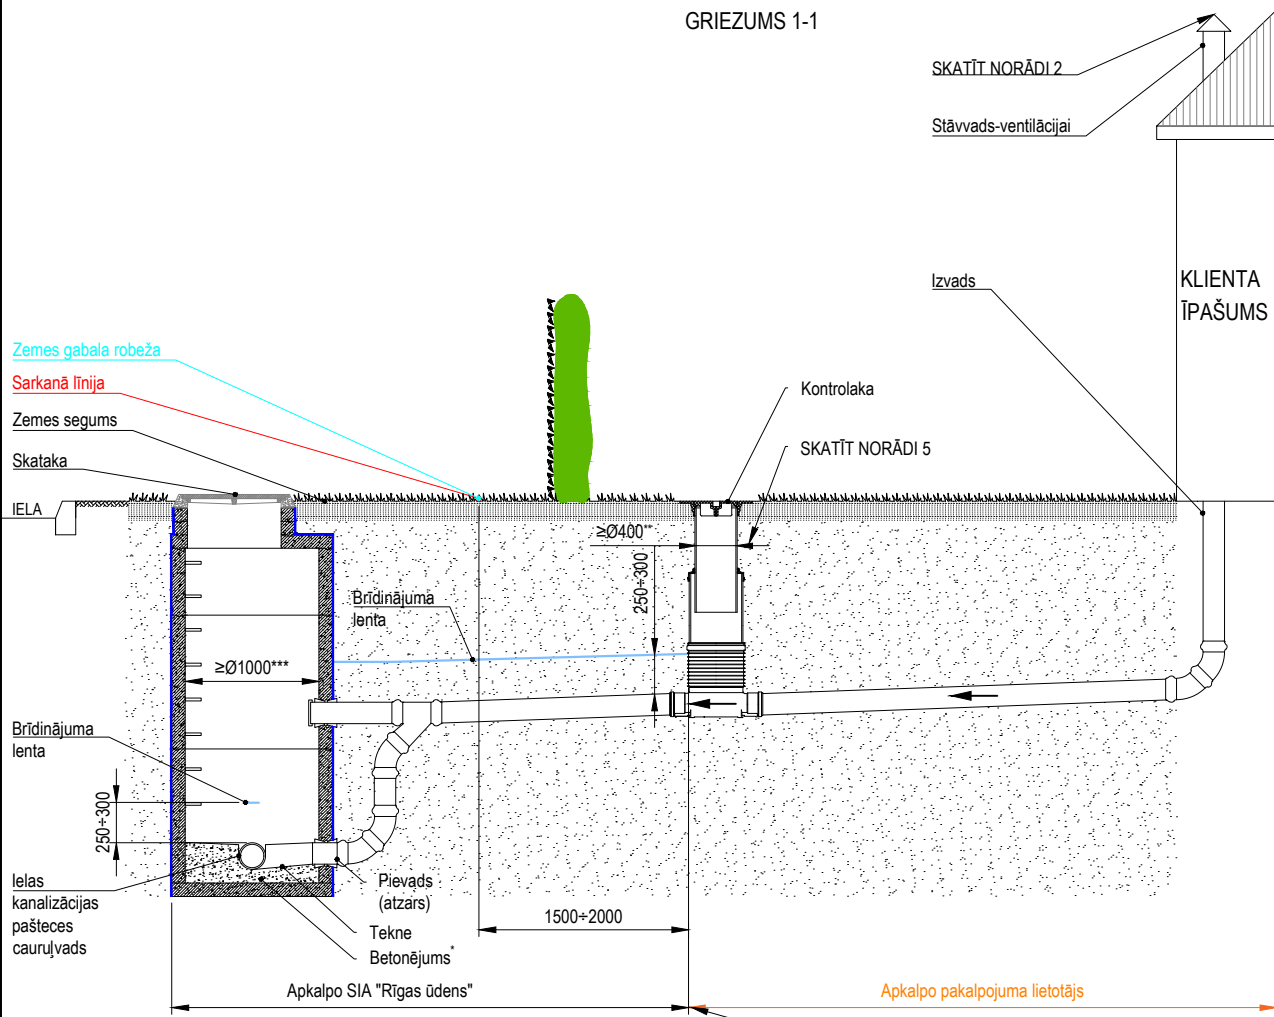 GRIEZUMS 1-1
SKATĪT NORĀDI 2
Stāvvads-ventilācijai
Izvads
KLIENTA
ĪPAŠUMS
Zemes gabala robeža
Sarkanā līnija
Zemes segums
Skataka
IELA
Kontrolaka
SKATĪT NORĀDI 5
≥Ø400**
250÷300
Brīdinājuma
lenta
≥Ø1000***
Brīdinājuma
lenta
250÷300
Ielas
kanalizācijas
pašteces
cauruļvads
Pievads
(atzars)
Tekne
Betonējums*
1500÷2000
Apkalpo SIA "Rīgas ūdens"
Apkalpo pakalpojuma lietotājs